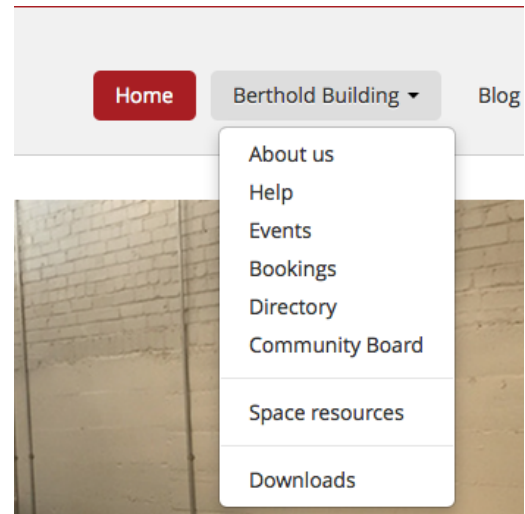 Home
Berthold Building
Blog
About us
Help
Events
Bookings
Directory
Community Board
Space resources
Downloads